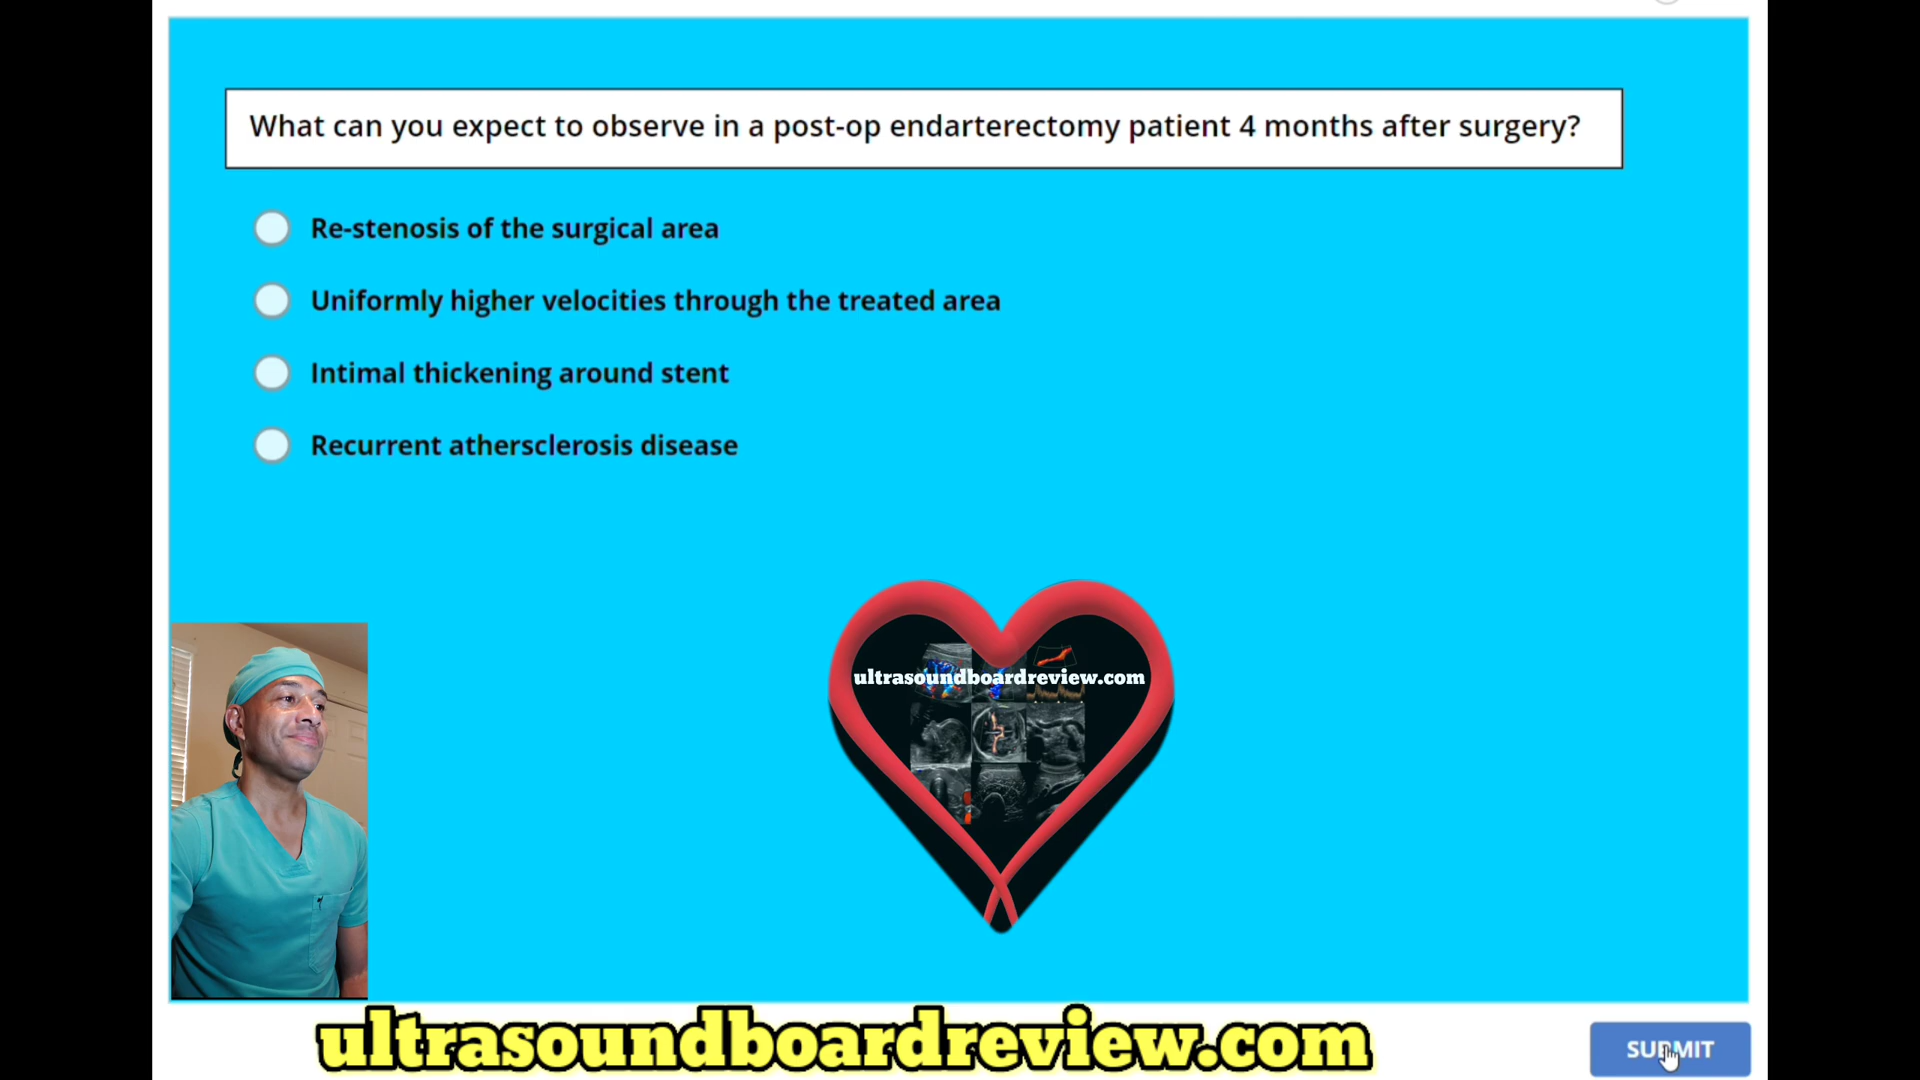 What can you expect to observe in a post-op endarterectomy patient 4 months after surgery?
Re-stenosis of the surgical area
Uniformly higher velocities through the treated area
Intimal thickening around stent
Recurrent athersclerosis disease
ultrasoundboardreview.com
ultrasoundboardreview.com
SUBMIT